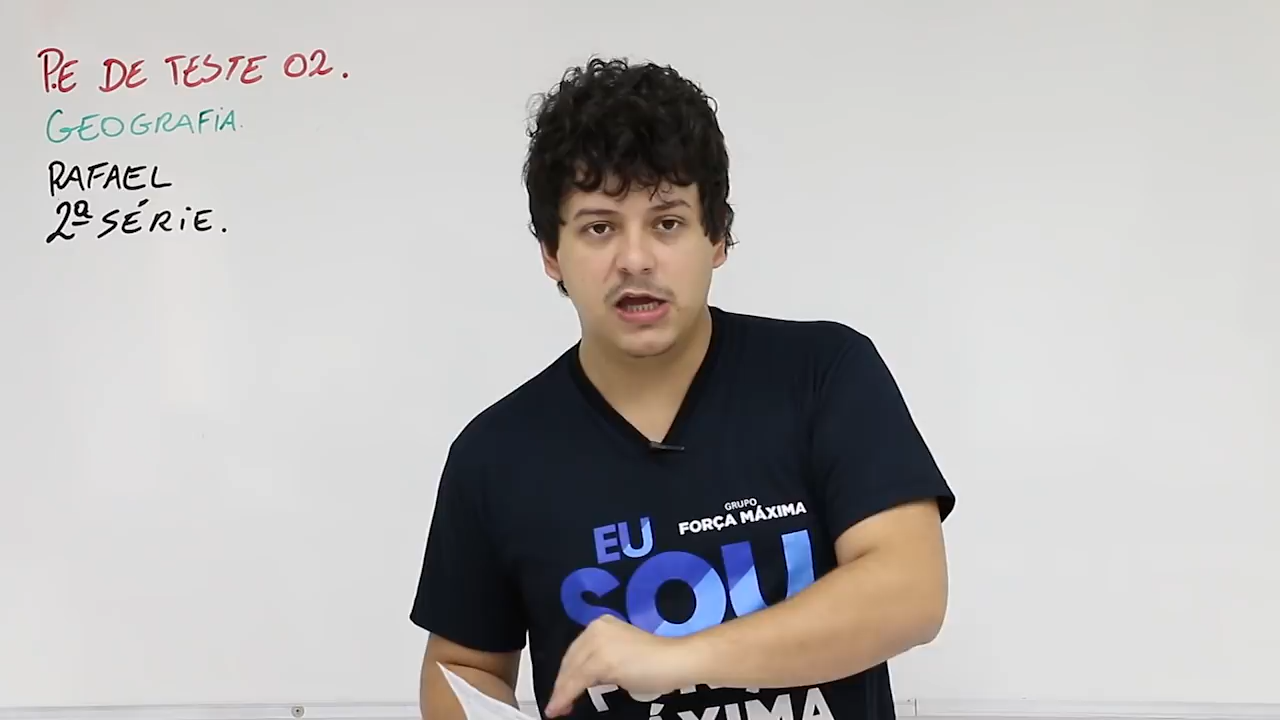 P.E DE TESTE 02.
GEOGRAFIA.
RAFAEL
2ª SÉRIE.
GRUPO
FORÇA MÁXIMA
EU
SOU